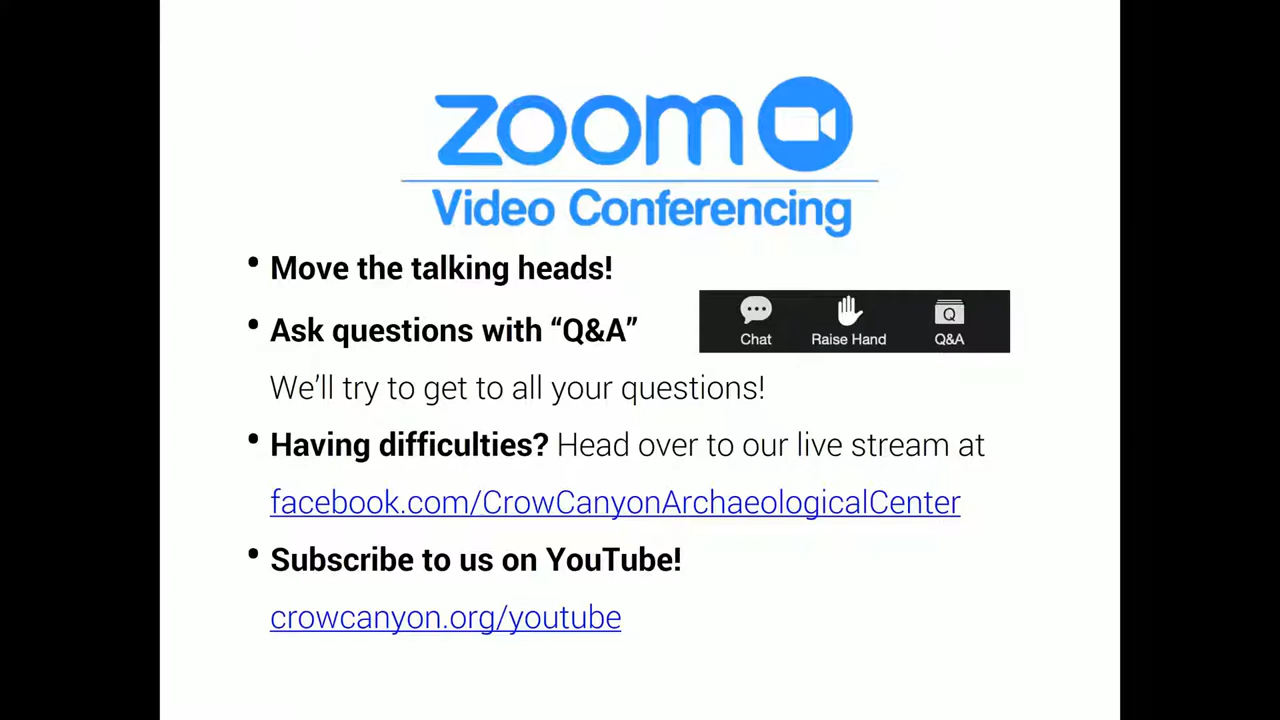 zoom
Video Conferencing
• Move the talking heads!
• Ask questions with “Q&A”
Chat Raise Hand Q Q&A
We’ll try to get to all your questions!
• Having difficulties? Head over to our live stream at
facebook.com/CrowCanyonArchaeologicalCenter
• Subscribe to us on YouTube!
crowcanyon.org/youtube